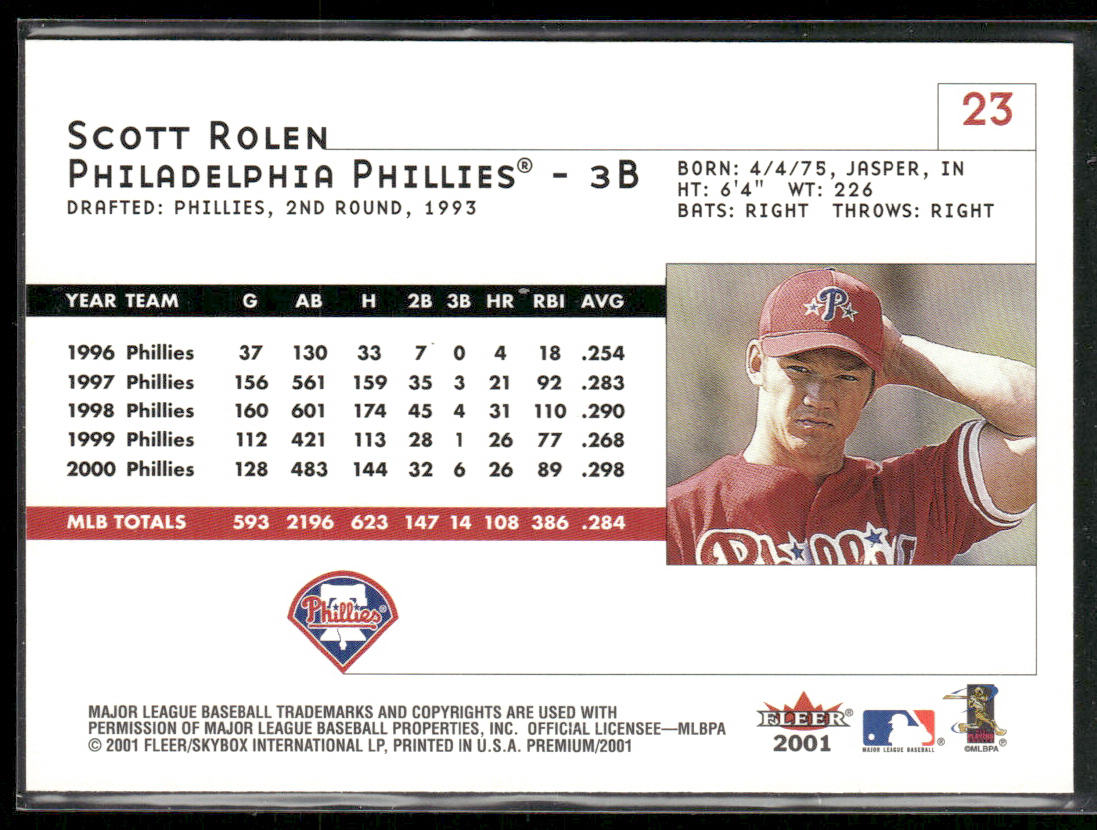 23
SCOTT ROLEN
PHILADELPHIA PHILLIES® - 3B
DRAFTED: PHILLIES, 2ND ROUND, 1993
BORN: 4/4/75, JASPER, IN
HT: 6'4" WT: 226
BATS: RIGHT THROWS: RIGHT
YEAR TEAM G AB H 2B 3B HR RBI AVG
1996 Phillies 37 130 33 7 0 4 18 .254
1997 Phillies 156 561 159 35 3 21 92 .283
1998 Phillies 160 601 174 45 4 31 110 .290
1999 Phillies 112 421 113 28 1 26 77 .268
2000 Phillies 128 483 144 32 6 26 89 .298
MLB TOTALS 593 2196 623 147 14 108 386 .284
P
Phillies
Phillies®
MAJOR LEAGUE BASEBALL TRADEMARKS AND COPYRIGHTS ARE USED WITH
PERMISSION OF MAJOR LEAGUE BASEBALL PROPERTIES, INC. OFFICIAL LICENSEE—MLBPA
© 2001 FLEER/SKYBOX INTERNATIONAL LP, PRINTED IN U.S.A. PREMIUM/2001
FLEER®
2001
MAJOR LEAGUE BASEBALL®
©MLBPA